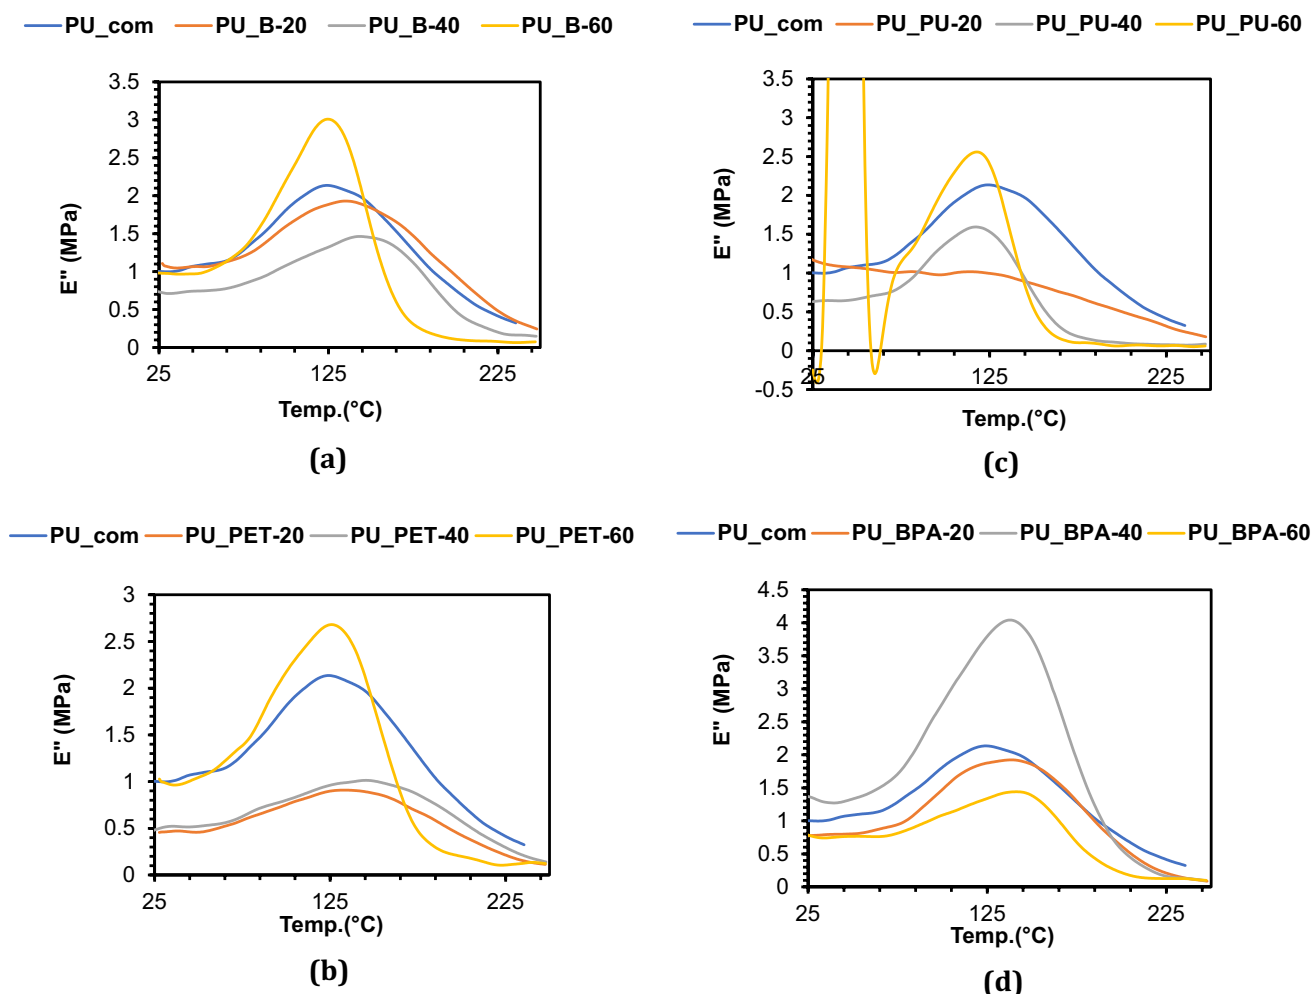 PU_com PU_B-20 PU_B-40 PU_B-60
3.5
3
2.5
2
1.5
1
0.5
0
E" (MPa)
25 125 225
Temp.(°C)
(a)
PU_com PU_PU-20 PU_PU-40 PU_PU-60
3.5
3
2.5
2
1.5
1
0.5
0
-0.5
E" (MPa)
25 125 225
Temp.(°C)
(c)
PU_com PU_PET-20 PU_PET-40 PU_PET-60
3
2.5
2
1.5
1
0.5
0
E" (MPa)
25 125 225
Temp.(°C)
(b)
PU_com PU_BPA-20 PU_BPA-40 PU_BPA-60
4.5
4
3.5
3
2.5
2
1.5
1
0.5
0
E" (MPa)
25 125 225
Temp.(°C)
(d)